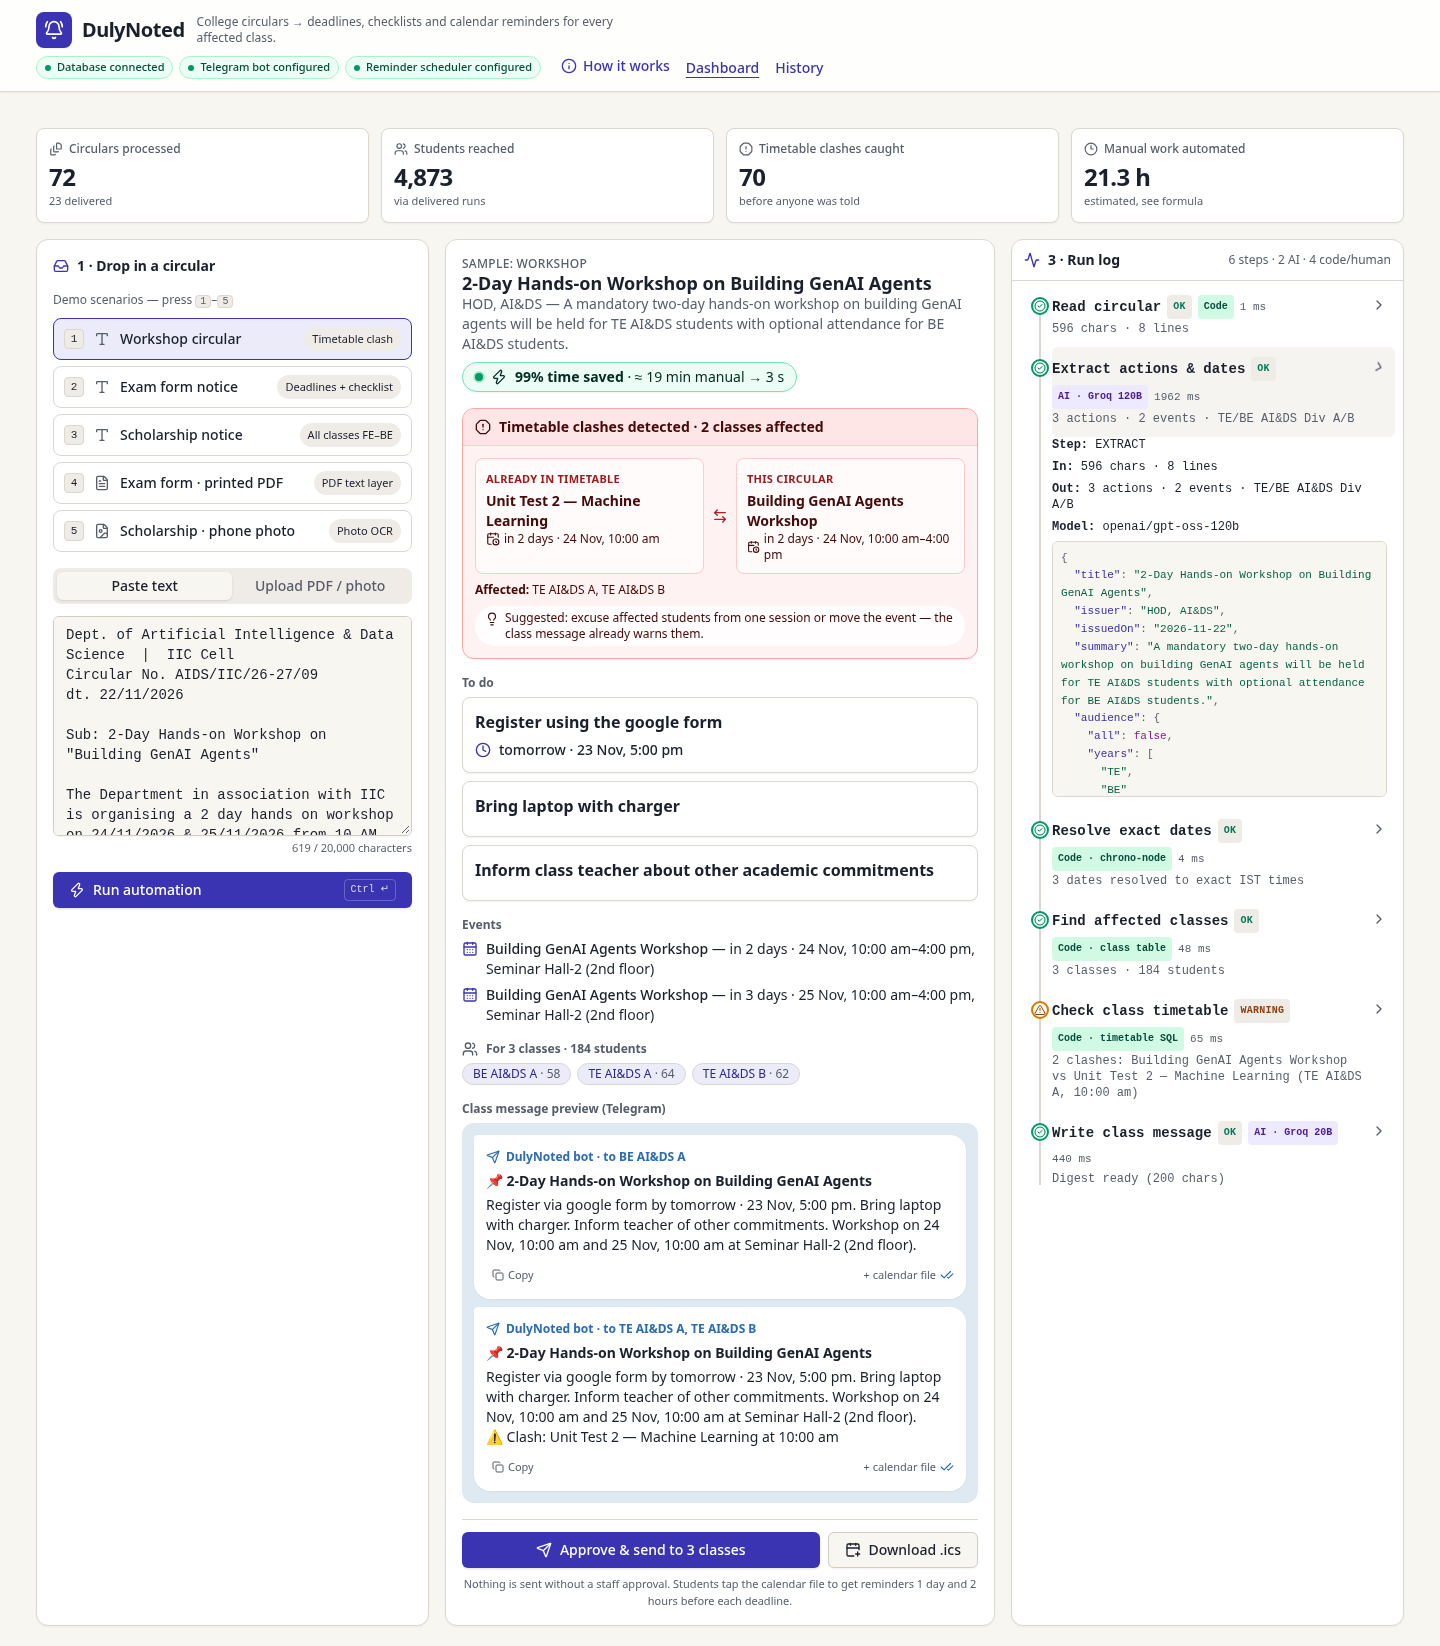 DulyNoted
College circulars → deadlines, checklists and calendar reminders for every
affected class.
Database connected
Telegram bot configured
Reminder scheduler configured
How it works
Dashboard
History
Circulars processed
72
23 delivered
Students reached
4,873
via delivered runs
Timetable clashes caught
70
before anyone was told
Manual work automated
21.3 h
estimated, see formula
1 · Drop in a circular
Demo scenarios — press 1–5
1 Workshop circular Timetable clash
2 Exam form notice Deadlines + checklist
3 Scholarship notice All classes FE–BE
4 Exam form · printed PDF PDF text layer
5 Scholarship · phone photo Photo OCR
Paste text
Upload PDF / photo
Dept. of Artificial Intelligence & Data
Science | IIC Cell
Circular No. AIDS/IIC/26-27/09
dt. 22/11/2026
Sub: 2-Day Hands-on Workshop on
"Building GenAI Agents"
The Department in association with IIC
is organising a 2 day hands on workshop
on 24/11/2026 & 25/11/2026 from 10 AM
619 / 20,000 characters
Run automation Ctrl ↵
SAMPLE: WORKSHOP
2-Day Hands-on Workshop on Building GenAI Agents
HOD, AI&DS — A mandatory two-day hands-on workshop on building GenAI
agents will be held for TE AI&DS students with optional attendance for BE
AI&DS students.
99% time saved · ≈ 19 min manual → 3 s
Timetable clashes detected · 2 classes affected
ALREADY IN TIMETABLE
Unit Test 2 — Machine
Learning
in 2 days · 24 Nov, 10:00 am
THIS CIRCULAR
Building GenAI Agents
Workshop
in 2 days · 24 Nov, 10:00 am–4:00
pm
Affected: TE AI&DS A, TE AI&DS B
Suggested: excuse affected students from one session or move the event — the
class message already warns them.
To do
Register using the google form
tomorrow · 23 Nov, 5:00 pm
Bring laptop with charger
Inform class teacher about other academic commitments
Events
Building GenAI Agents Workshop — in 2 days · 24 Nov, 10:00 am–4:00 pm,
Seminar Hall-2 (2nd floor)
Building GenAI Agents Workshop — in 3 days · 25 Nov, 10:00 am–4:00 pm,
Seminar Hall-2 (2nd floor)
For 3 classes · 184 students
BE AI&DS A · 58
TE AI&DS A · 64
TE AI&DS B · 62
Class message preview (Telegram)
DulyNoted bot · to BE AI&DS A
📌 2-Day Hands-on Workshop on Building GenAI Agents
Register via google form by tomorrow · 23 Nov, 5:00 pm. Bring laptop
with charger. Inform teacher of other commitments. Workshop on 24
Nov, 10:00 am and 25 Nov, 10:00 am at Seminar Hall-2 (2nd floor).
Copy
+ calendar file
DulyNoted bot · to TE AI&DS A, TE AI&DS B
📌 2-Day Hands-on Workshop on Building GenAI Agents
Register via google form by tomorrow · 23 Nov, 5:00 pm. Bring laptop
with charger. Inform teacher of other commitments. Workshop on 24
Nov, 10:00 am and 25 Nov, 10:00 am at Seminar Hall-2 (2nd floor).
⚠️ Clash: Unit Test 2 — Machine Learning at 10:00 am
Copy
+ calendar file
Approve & send to 3 classes
Download .ics
Nothing is sent without a staff approval. Students tap the calendar file to get reminders 1 day and 2
hours before each deadline.
3 · Run log
6 steps · 2 AI · 4 code/human
Read circular OK Code 1 ms
596 chars · 8 lines
Extract actions & dates OK
AI · Groq 120B 1962 ms
3 actions · 2 events · TE/BE AI&DS Div A/B
Step: EXTRACT
In: 596 chars · 8 lines
Out: 3 actions · 2 events · TE/BE AI&DS Div
A/B
Model: openai/gpt-oss-120b
{
"title": "2-Day Hands-on Workshop on Building
GenAI Agents",
"issuer": "HOD, AI&DS",
"issuedOn": "2026-11-22",
"summary": "A mandatory two-day hands-on
workshop on building GenAI agents will be held
for TE AI&DS students with optional attendance
for BE AI&DS students.",
"audience": {
"all": false,
"years": [
"TE",
"BE"
Resolve exact dates OK
Code · chrono-node 4 ms
3 dates resolved to exact IST times
Find affected classes OK
Code · class table 48 ms
3 classes · 184 students
Check class timetable WARNING
Code · timetable SQL 65 ms
2 clashes: Building GenAI Agents Workshop
vs Unit Test 2 — Machine Learning (TE AI&DS
A, 10:00 am)
Write class message OK AI · Groq 20B
440 ms
Digest ready (200 chars)